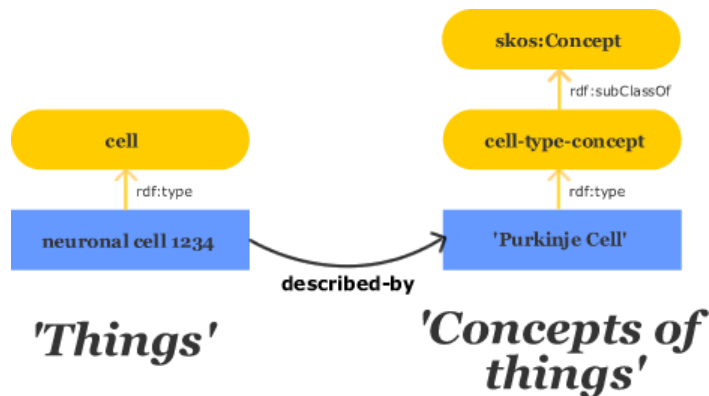 skos:Concept
rdf:subClassOf
cell
cell-type-concept
rdf:type
rdf:type
neuronal cell 1234
'Purkinje Cell'
described-by
'Things'
'Concepts of
things'